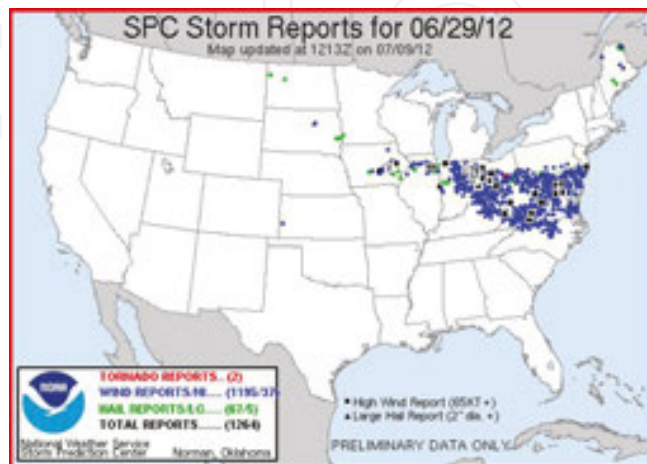 SPC Storm Reports for 06/29/12
Map updated at 1213Z on 07/09/12
TORNADO REPORTS.. (2)
WIND REPORTS/HI..... (1195/37)
HAIL REPORTS/LG..... (67/5)
TOTAL REPORTS....... (1264)
National Weather Service
Storm Prediction Center Norman, Oklahoma
High Wind Report (65KT +)
Large Hail Report (2" dia. +)
PRELIMINARY DATA ONLY